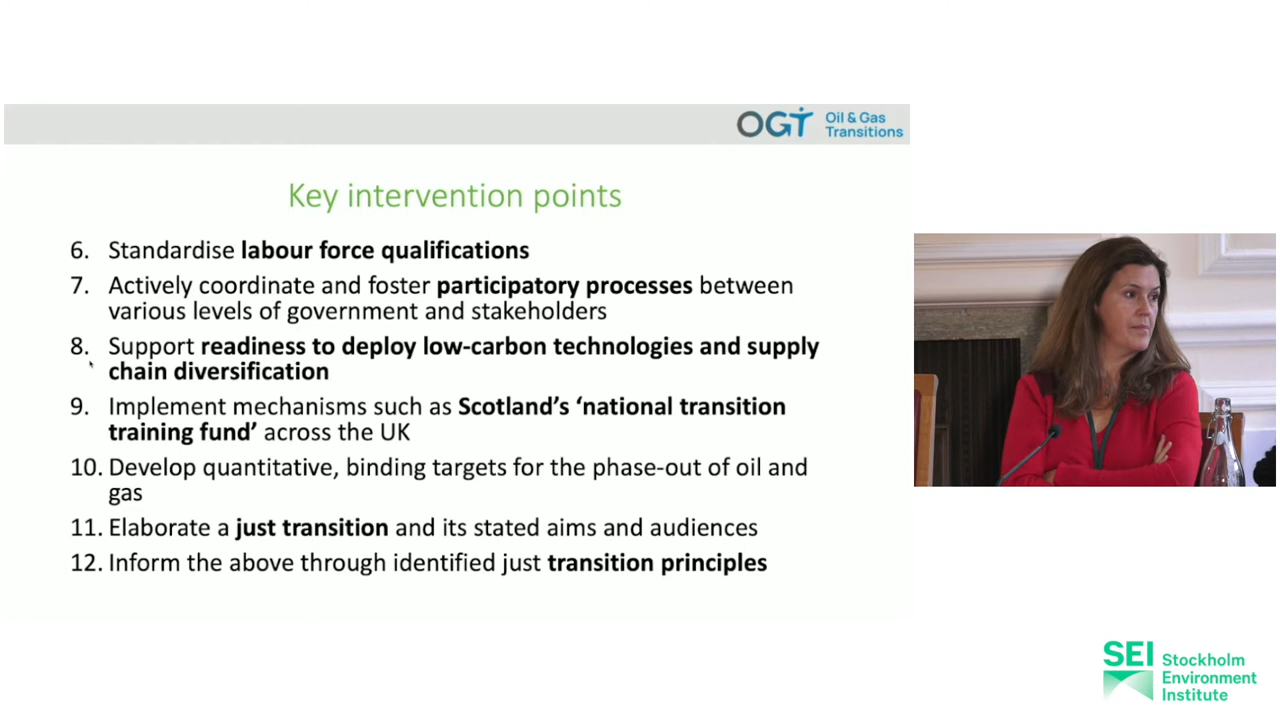 OGT Oil & Gas
Transitions
Key intervention points
6. Standardise labour force qualifications
7. Actively coordinate and foster participatory processes between
various levels of government and stakeholders
8. Support readiness to deploy low-carbon technologies and supply
chain diversification
9. Implement mechanisms such as Scotland's ‘national transition
training fund’ across the UK
10. Develop quantitative, binding targets for the phase-out of oil and
gas
11. Elaborate a just transition and its stated aims and audiences
12. Inform the above through identified just transition principles
SEI Stockholm
Environment
Institute